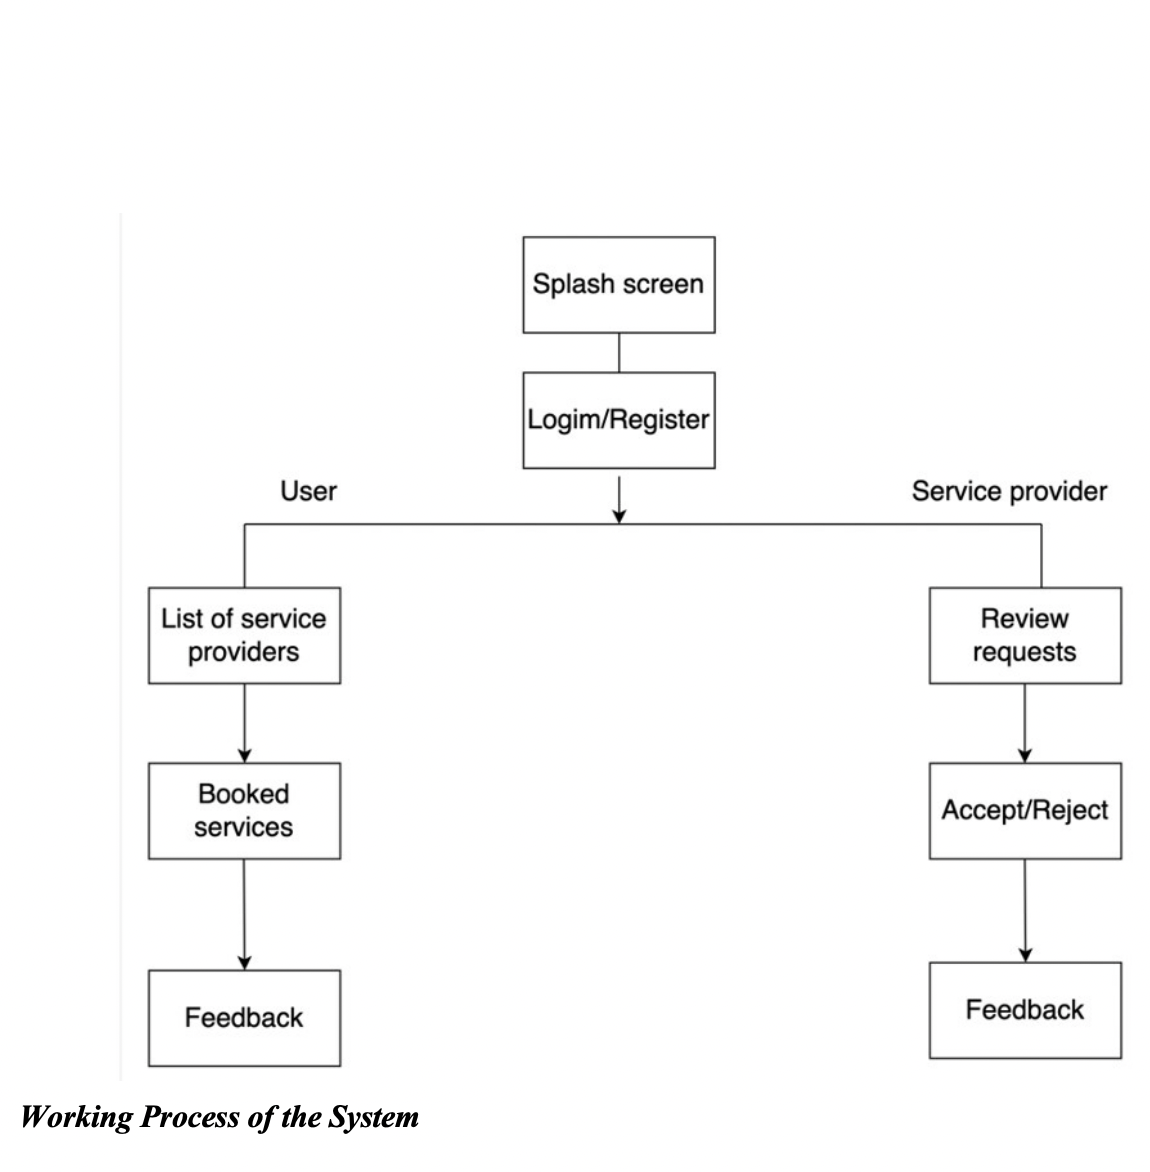 Splash screen
Logim/Register
User
Service provider
List of service
providers
Review
requests
Booked
services
Accept/Reject
Feedback
Feedback
Working Process of the System